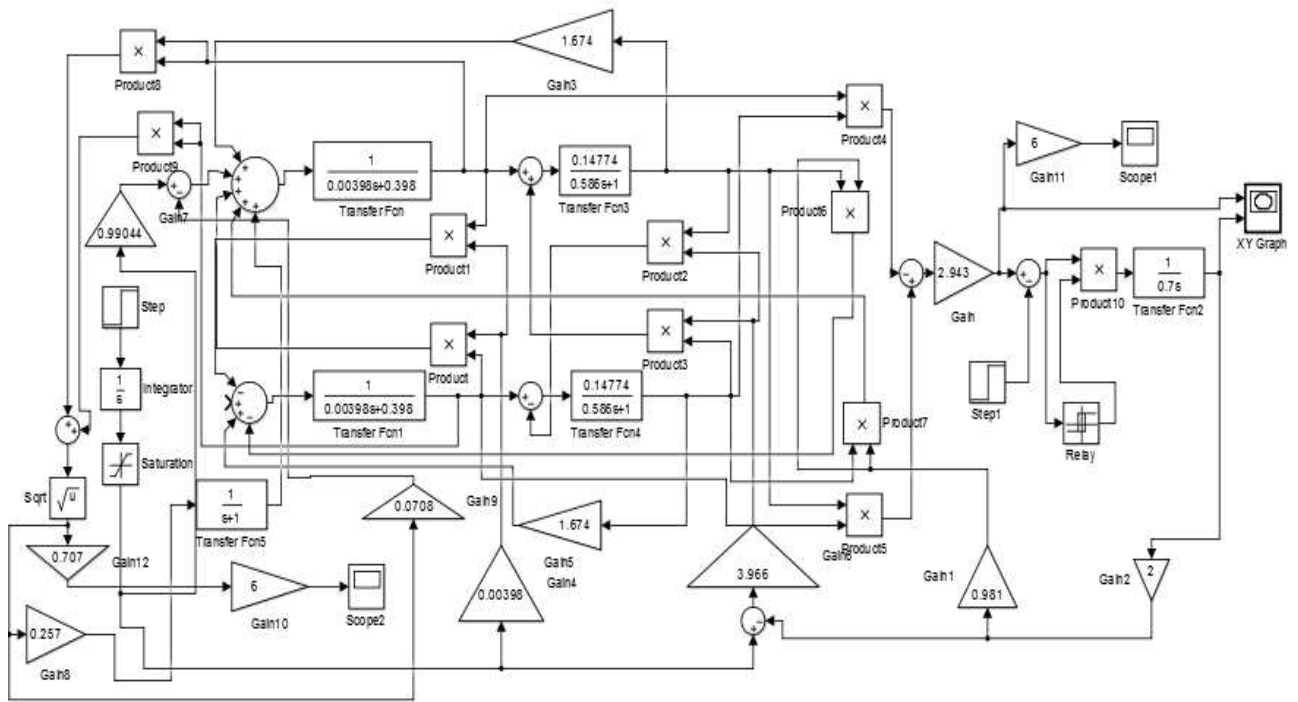 1.674
Gain3
×
Product8
×
Product9
×
Product4
6
Gain11
Scope1
XY Graph
1
0.00398s+0.398
Transfer Fcn
0.14774
0.586s+1
Transfer Fcn3
×
Product6
0.99044
Gain7
×
Product1
×
Product2
2.943
Gain
×
Product10
1
0.7s
Transfer Fcn2
Step
×
Product
×
Product3
1
s
Integrator
1
0.00398s+0.398
Transfer Fcn1
0.14774
0.586s+1
Transfer Fcn4
×
Product7
Step1
Relay
Saturation
Sqrt
√u
1
s+1
Transfer Fcn5
0.0708
Gain9
1.674
Gain5
×
Product5
Gain6
3.966
0.707
Gain12
6
Gain10
Scope2
0.00398
Gain4
0.981
Gain1
2
Gain2
0.257
Gain8